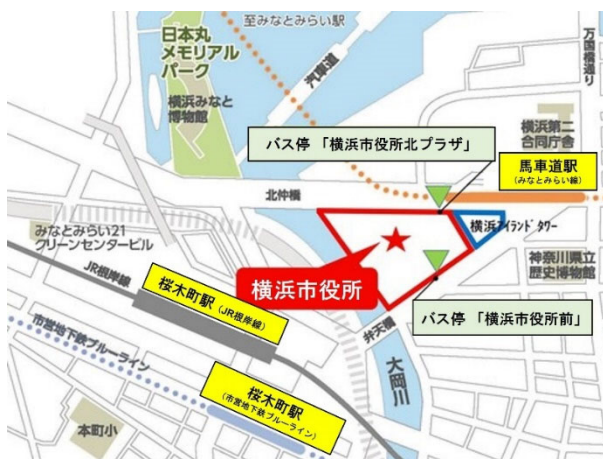 至みなとみらい駅
日本丸
メモリアル
パーク
汽車道
万国橋通り
横浜みなと
博物館
バス停 「横浜市役所北プラザ」
横浜第二
合同庁舎
馬車道駅
(みなとみらい線)
北仲橋
みなとみらい21
グリーンセンタービル
横浜アイランドタワー
神奈川県立
歴史博物館
JR根岸線
横浜市役所
桜木町駅 (JR根岸線)
弁天橋
バス停 「横浜市役所前」
市営地下鉄ブルーライン
大岡川
桜木町駅
(市営地下鉄ブルーライン)
本町小